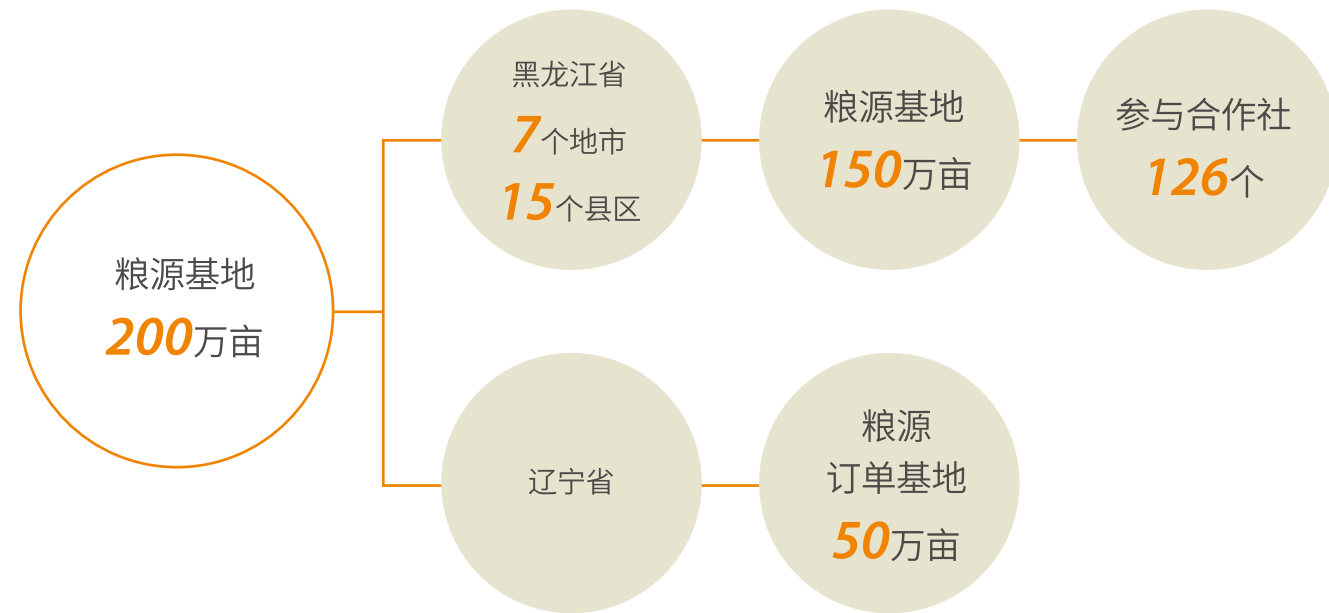 粮源基地
200万亩
黑龙江省
7个地市
15个县区
粮源基地
150万亩
参与合作社
126个
辽宁省
粮源
订单基地
50万亩